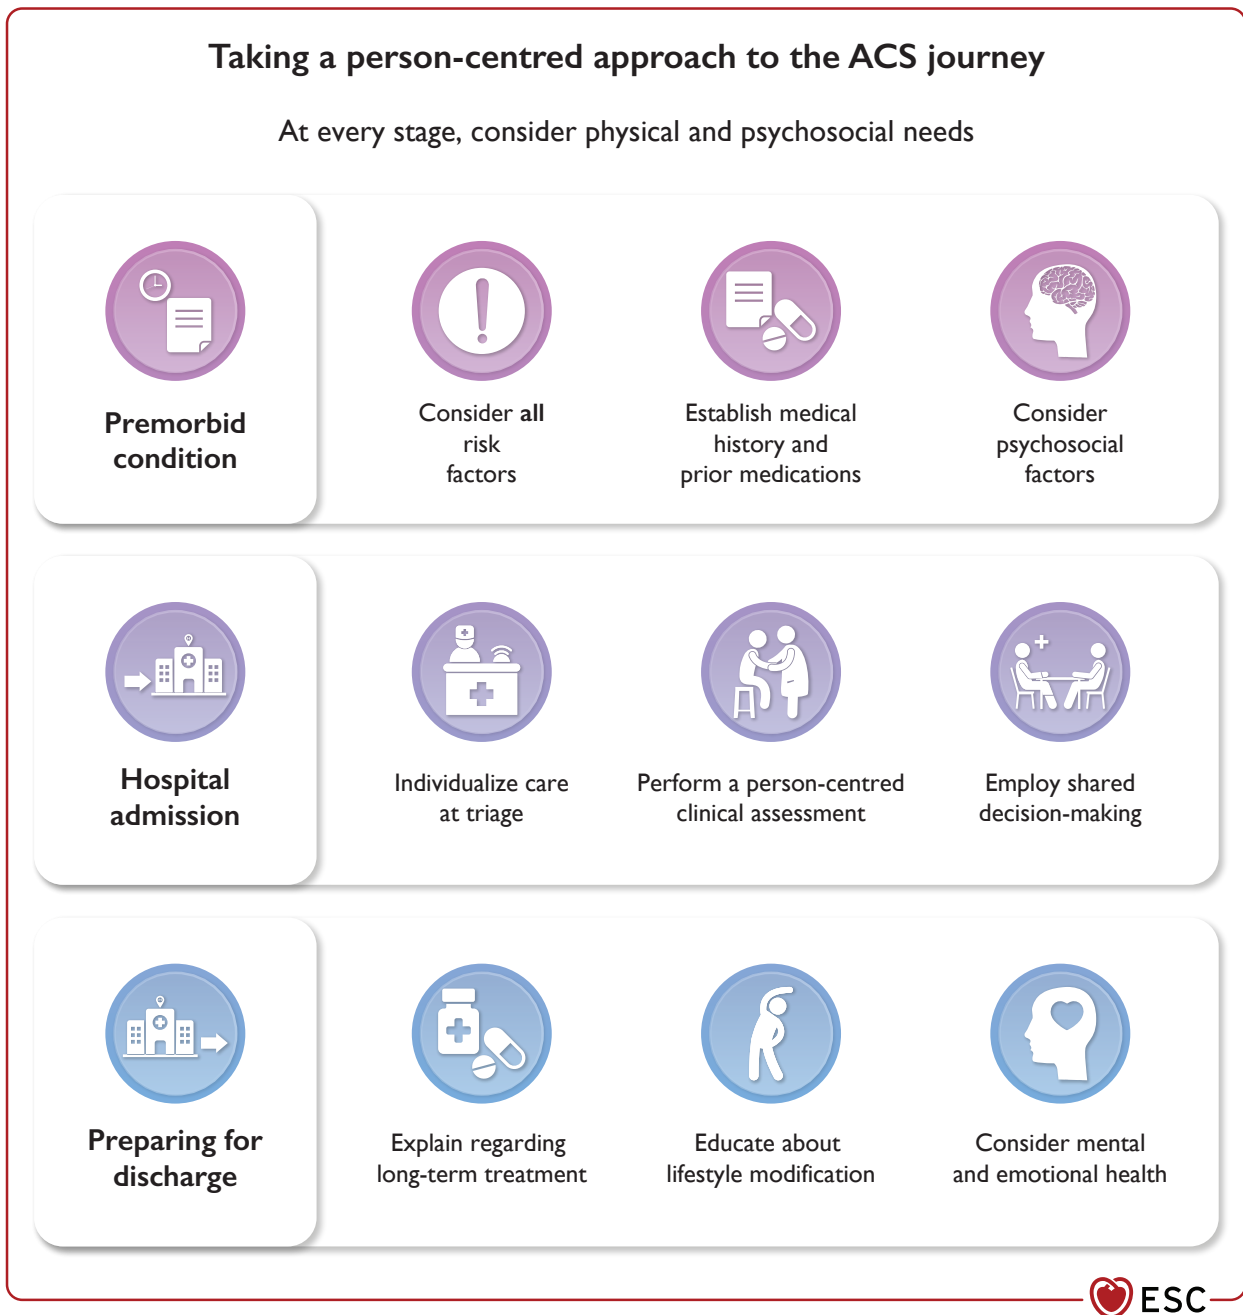 Taking a person-centred approach to the ACS journey
At every stage, consider physical and psychosocial needs
Premorbid
condition
Consider all
risk
factors
Establish medical
history and
prior medications
Consider
psychosocial
factors
Hospital
admission
Individualize care
at triage
Perform a person-centred
clinical assessment
Employ shared
decision-making
Preparing for
discharge
Explain regarding
long-term treatment
Educate about
lifestyle modification
Consider mental
and emotional health
ESC